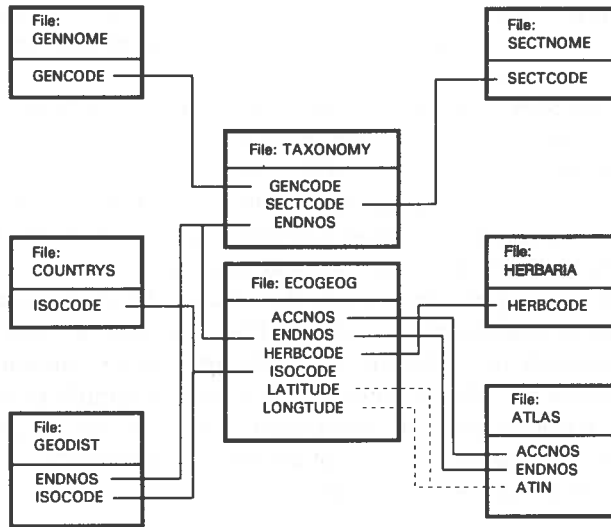 File:
GENNOME
GENCODE
File:
SECTNOME
SECTCODE
File: TAXONOMY
GENCODE
SECTCODE
ENDNOS
File:
COUNTRYS
ISOCODE
File: ECOGEOG
ACCNOS
ENDNOS
HERBCODE
ISOCODE
LATITUDE
LONGTUDE
File:
HERBARIA
HERBCODE
File:
GEODIST
ENDNOS
ISOCODE
File:
ATLAS
ACCNOS
ENDNOS
ATIN